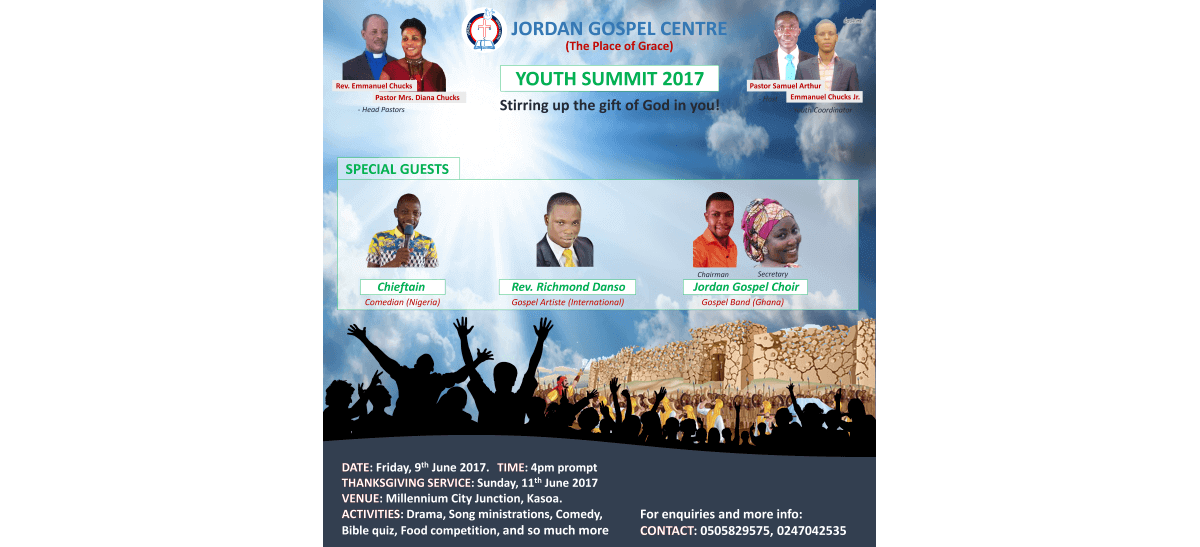 JORDAN GOSPEL CENTRE
(The Place of Grace)
YOUTH SUMMIT 2017
Stirring up the gift of God in you!
Rev. Emmanuel Chucks
Pastor Mrs. Diana Chucks
- Head Pastors
Pastor Samuel Arthur
Emmanuel Chucks Jr.
Coordinator
SPECIAL GUESTS
Chieftain
Comedian (Nigeria)
Rev. Richmond Danso
Gospel Artiste (International)
Chairman
Secretary
Jordan Gospel Choir
Gospel Band (Ghana)
DATE: Friday, 9th June 2017. TIME: 4pm prompt
THANKSGIVING SERVICE: Sunday, 11th June 2017
VENUE: Millennium City Junction, Kasoa.
ACTIVITIES: Drama, Song ministrations, Comedy,
Bible quiz, Food competition, and so much more
For enquiries and more info:
CONTACT: 0505829575, 0247042535